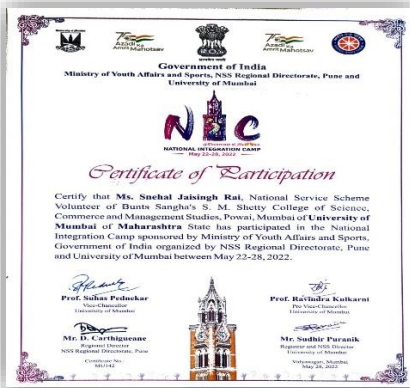 Azadi Ka
Amrit Mahotsav
Azadi Ka
Amrit Mahotsav
Government of India
Ministry of Youth Affairs and Sports, NSS Regional Directorate, Pune and
University of Mumbai
NIC
NATIONAL INTEGRATION CAMP
May 22-28, 2022
Certificate of Participation
Certify that Ms. Snehal Jaisingh Rai, National Service Scheme
Volunteer of Bunts Sangha's S. M. Shetty College of Science,
Commerce and Management Studies, Powai, Mumbai of University of
Mumbai of Maharashtra State has participated in the National
Integration Camp sponsored by Ministry of Youth Affairs and Sports,
Government of India organized by NSS Regional Directorate, Pune
and University of Mumbai between May 22-28, 2022.
Prof. Suhas Pednekar
Vice-Chancellor
University of Mumbai
Prof. Ravindra Kulkarni
Pro Vice-Chancellor
University of Mumbai
Mr. D. Carthigueane
Regional Director
NSS Regional Directorate, Pune
Mr. Sudhir Puranik
Registrar and NSS Director
University of Mumbai
Certificate No.
Vidyanagari, Mumbai
May 28, 2022